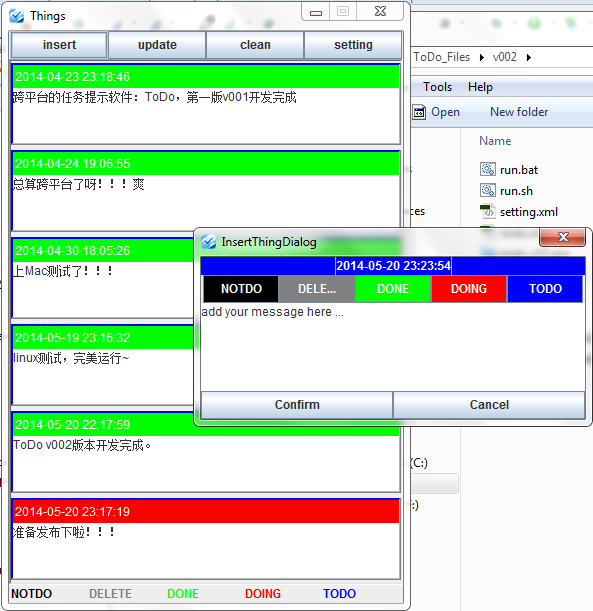 Things
insert update clean setting
2014-04-23 23:18:46
跨平台的任务提示软件：ToDo，第一版v001开发完成
2014-04-24 19:06:55
总算跨平台了呀！！！爽
2014-04-30 18:05:26
上Mac测试了！！！
2014-05-19 23:16:32
linux测试，完美运行~
2014-05-20 22:17:59
ToDo v002版本开发完成。
2014-05-20 23:17:19
准备发布下啦！！！
NOTDO DELETE DONE DOING TODO
InsertThingDialog
2014-05-20 23:23:54
NOTDO DELE... DONE DOING TODO
add your message here ...
Confirm Cancel
ToDo_Files v002
Tools Help
Open New folder
Name
run.bat
run.sh
setting.xml
(C:)